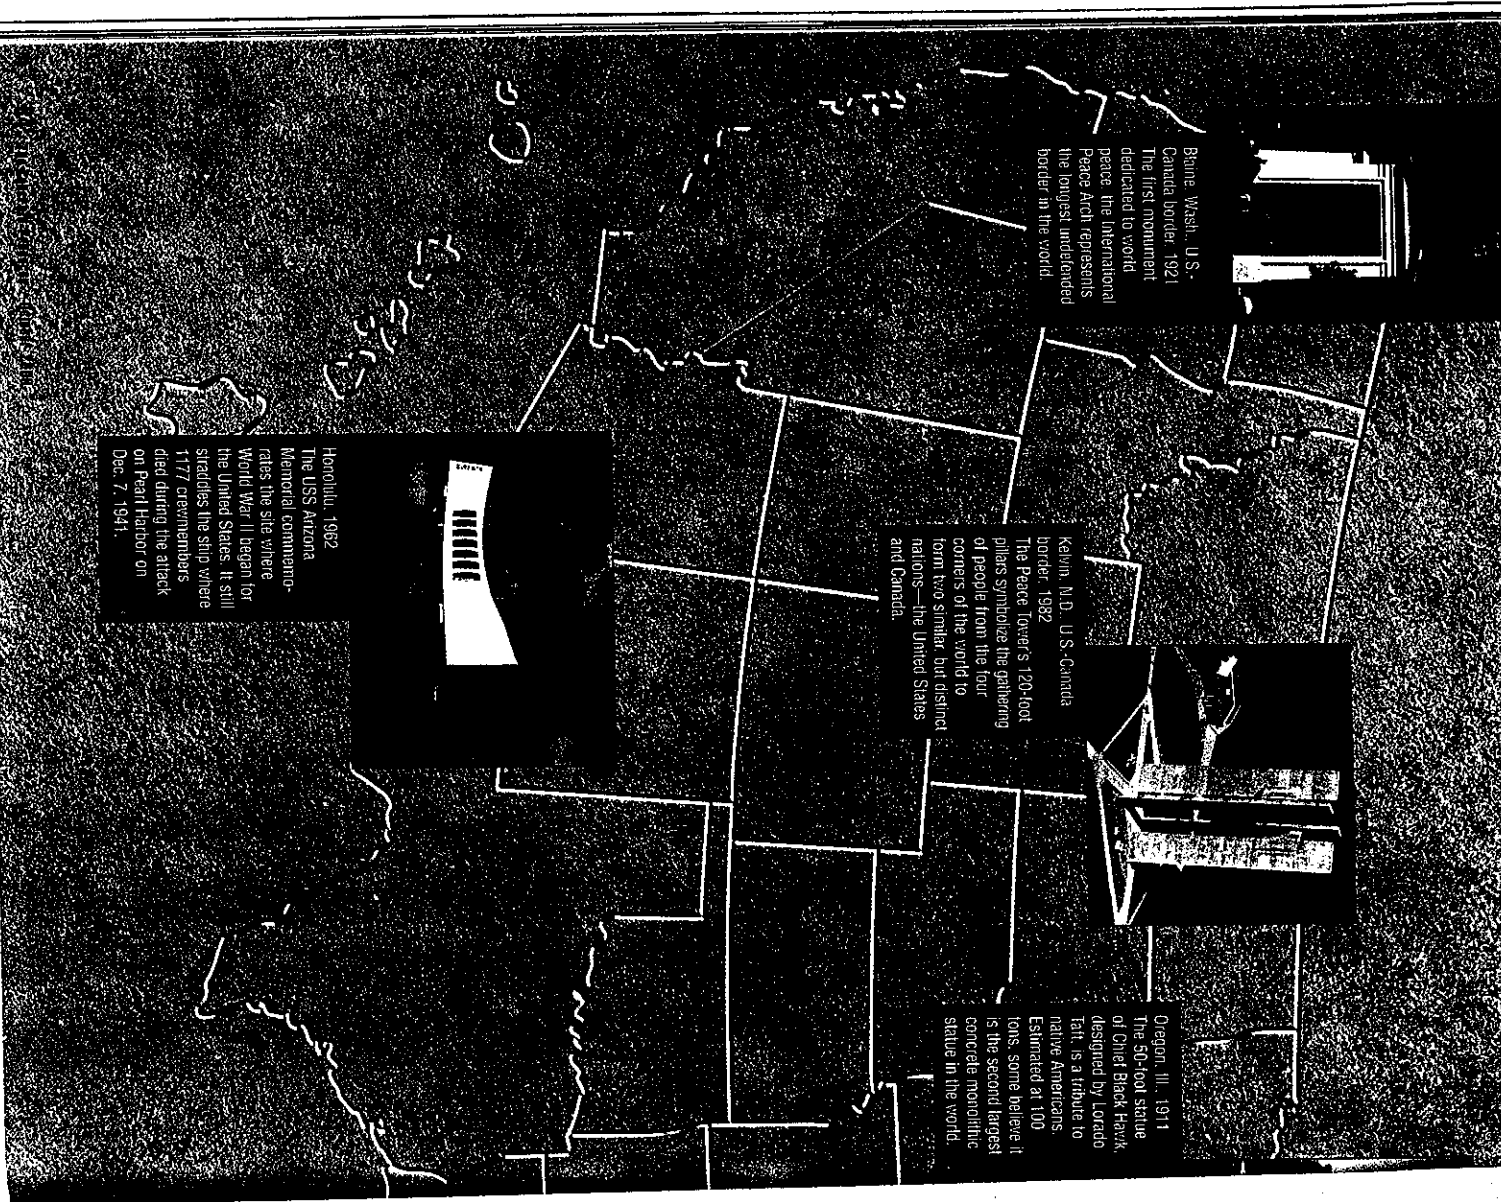 Blaine, Wash., U.S.-
Canada border, 1921
The first monument
dedicated to world
peace, the International
Peace Arch represents
the longest undefended
border in the world.
Kelvin, N.D., U.S.-Canada
border, 1982
The Peace Tower's 120-foot
pillars symbolize the gathering
of people from the four
corners of the world to
form two similar but distinct
nations—the United States
and Canada.
Oregon, Ill., 1911
The 50-foot statue
of Chief Black Hawk,
designed by Lorado
Taft, is a tribute to
native Americans.
Estimated at 100
tons, some believe it
is the second largest
concrete monolithic
statue in the world.
Honolulu, 1962
The USS Arizona
Memorial commemo-
rates the site where
World War II began for
the United States. It still
straddles the ship where
1177 crewmembers
died during the attack
on Pearl Harbor on
Dec. 7, 1941.